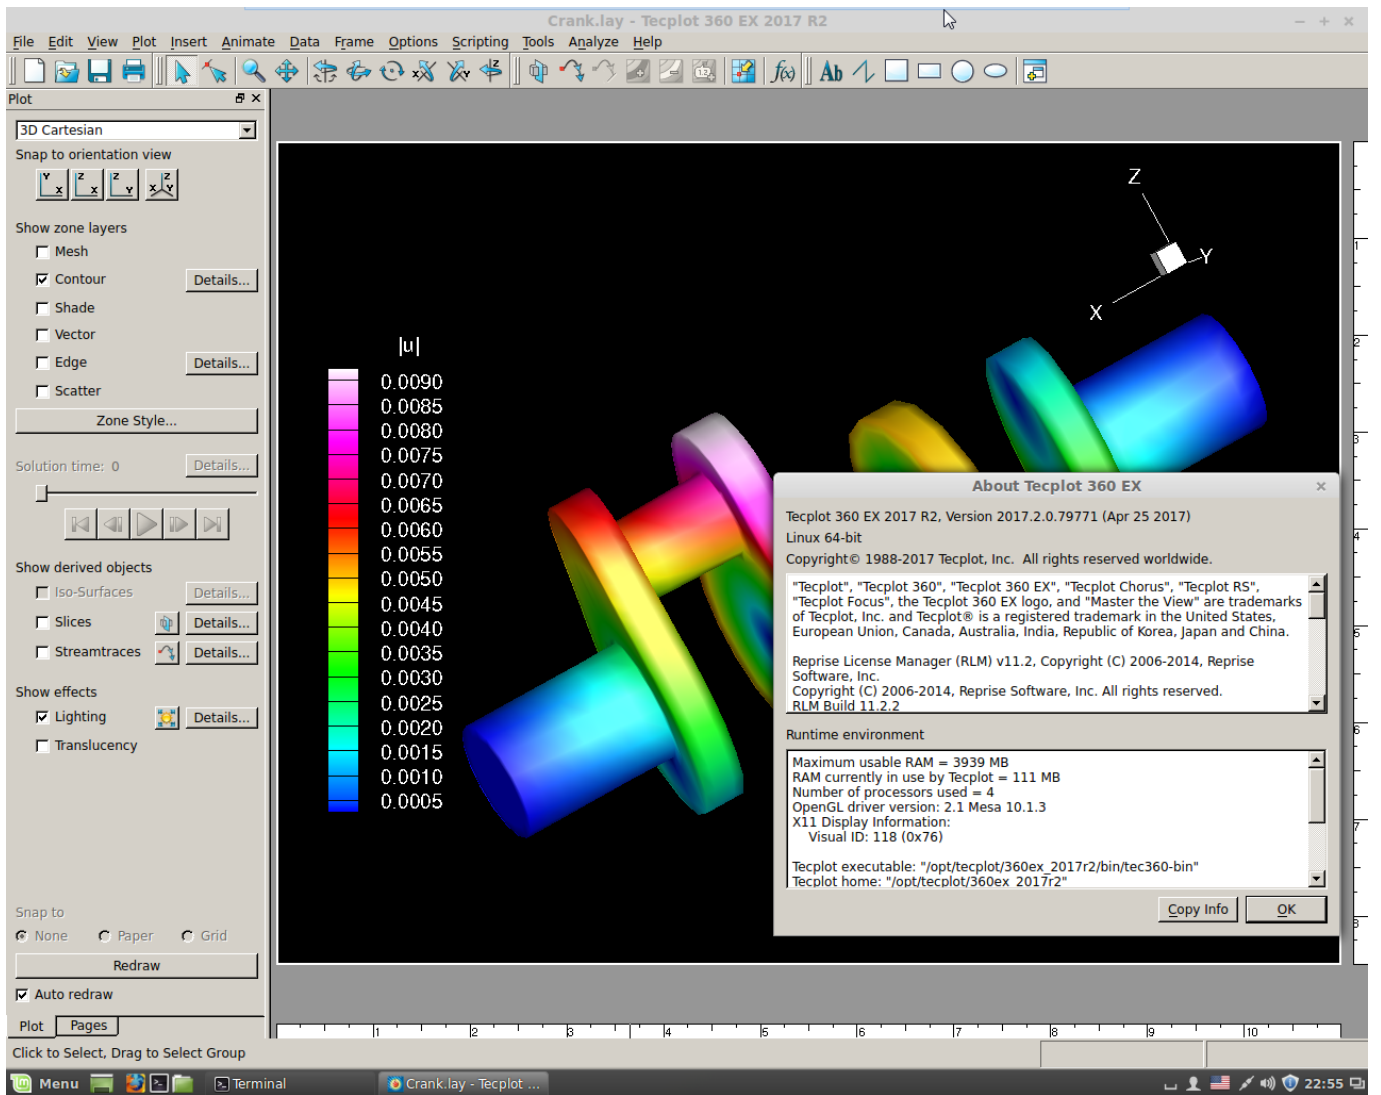 Crank.lay - Tecplot 360 EX 2017 R2
File Edit View Plot Insert Animate Data Frame Options Scripting Tools Analyze Help
Plot
3D Cartesian
Snap to orientation view
Y X Z X Z Y X Z Y
Show zone layers
Mesh
Contour Details...
Shade
Vector
Edge Details...
Scatter
Zone Style...
Solution time: 0 Details...
Show derived objects
Iso-Surfaces Details...
Slices Details...
Streamtraces Details...
Show effects
Lighting Details...
Translucency
Snap to
None Paper Grid
Redraw
Auto redraw
Plot Pages
Click to Select, Drag to Select Group
Z
Y
X
|u|
0.0090
0.0085
0.0080
0.0075
0.0070
0.0065
0.0060
0.0055
0.0050
0.0045
0.0040
0.0035
0.0030
0.0025
0.0020
0.0015
0.0010
0.0005
1
2
3
4
5
6
7
8
1 2 3 4 5 6 7 8 9 10
About Tecplot 360 EX
Tecplot 360 EX 2017 R2, Version 2017.2.0.79771 (Apr 25 2017)
Linux 64-bit
Copyright© 1988-2017 Tecplot, Inc. All rights reserved worldwide.
"Tecplot", "Tecplot 360", "Tecplot 360 EX", "Tecplot Chorus", "Tecplot RS",
"Tecplot Focus", the Tecplot 360 EX logo, and "Master the View" are trademarks
of Tecplot, Inc. and Tecplot® is a registered trademark in the United States,
European Union, Canada, Australia, India, Republic of Korea, Japan and China.
Reprise License Manager (RLM) v11.2, Copyright (C) 2006-2014, Reprise
Software, Inc.
Copyright (C) 2006-2014, Reprise Software, Inc. All rights reserved.
RLM Build 11.2.2
Runtime environment
Maximum usable RAM = 3939 MB
RAM currently in use by Tecplot = 111 MB
Number of processors used = 4
OpenGL driver version: 2.1 Mesa 10.1.3
X11 Display Information:
Visual ID: 118 (0x76)
Tecplot executable: "/opt/tecplot/360ex_2017r2/bin/tec360-bin"
Tecplot home: "/opt/tecplot/360ex_2017r2"
Copy Info OK
Menu Terminal Crank.lay - Tecplot ... 22:55